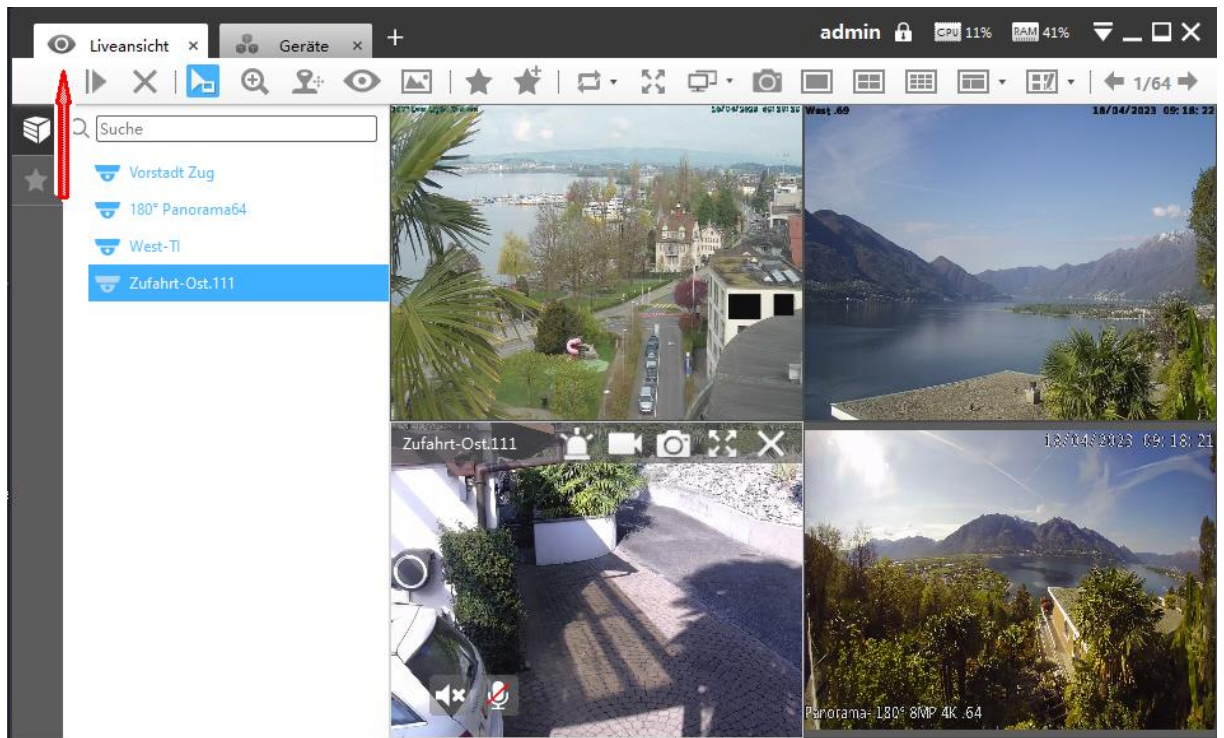 Liveansicht × Geräte × +
admin CPU 11% RAM 41%
1/64
Suche
Vorstadt Zug
180° Panorama64
West-TI
Zufahrt-Ost.111
West .69
18/04/2023 09:18:22
Zufahrt-Ost.111
18/04/2023 09:18:21
Panorama- 180° 8MP 4K .64